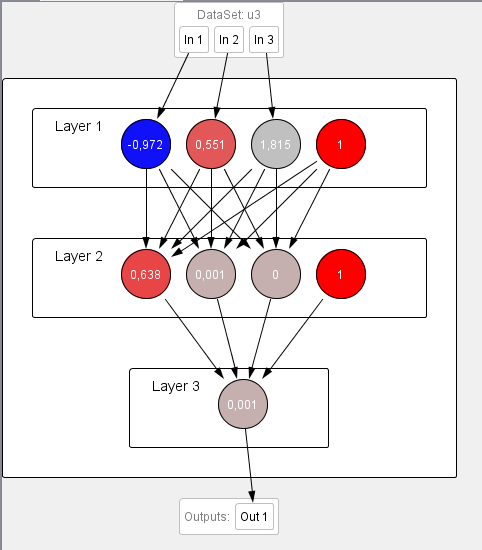 DataSet: u3
In 1 In 2 In 3
Layer 1
-0,972 0,551 1,815 1
Layer 2
0,638 0,001 0 1
Layer 3
0,001
Outputs: Out 1